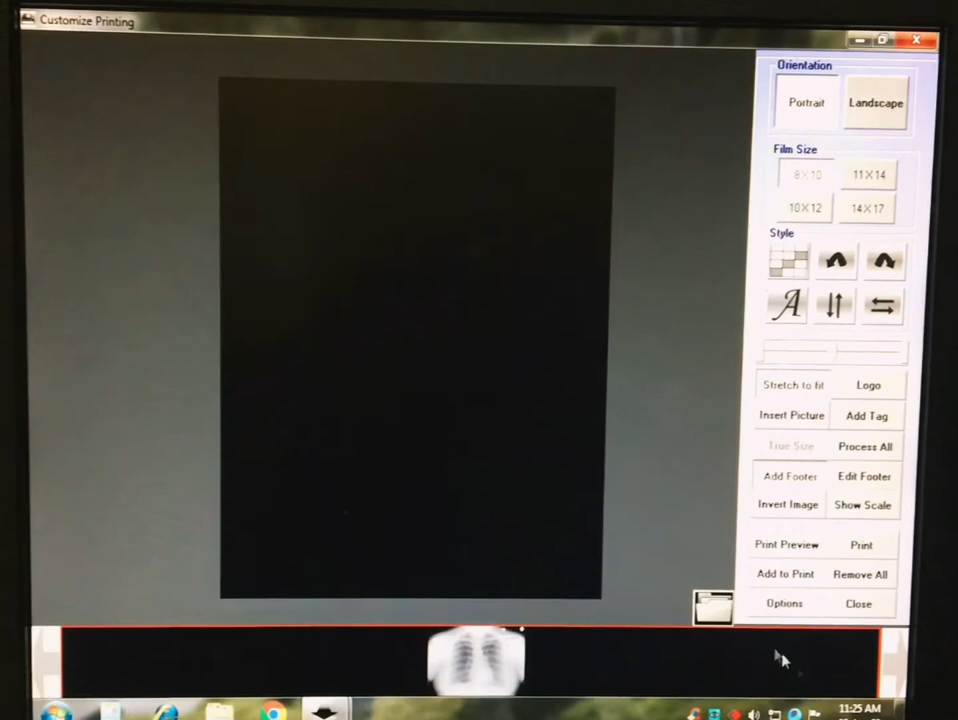 Customize Printing
Orientation
Portrait
Landscape
Film Size
8X10
11X14
10X12
14X17
Style
A
Stretch to fit
Logo
Insert Picture
Add Tag
True Size
Process All
Add Footer
Edit Footer
Invert Image
Show Scale
Print Preview
Print
Add to Print
Remove All
Options
Close
11:25 AM